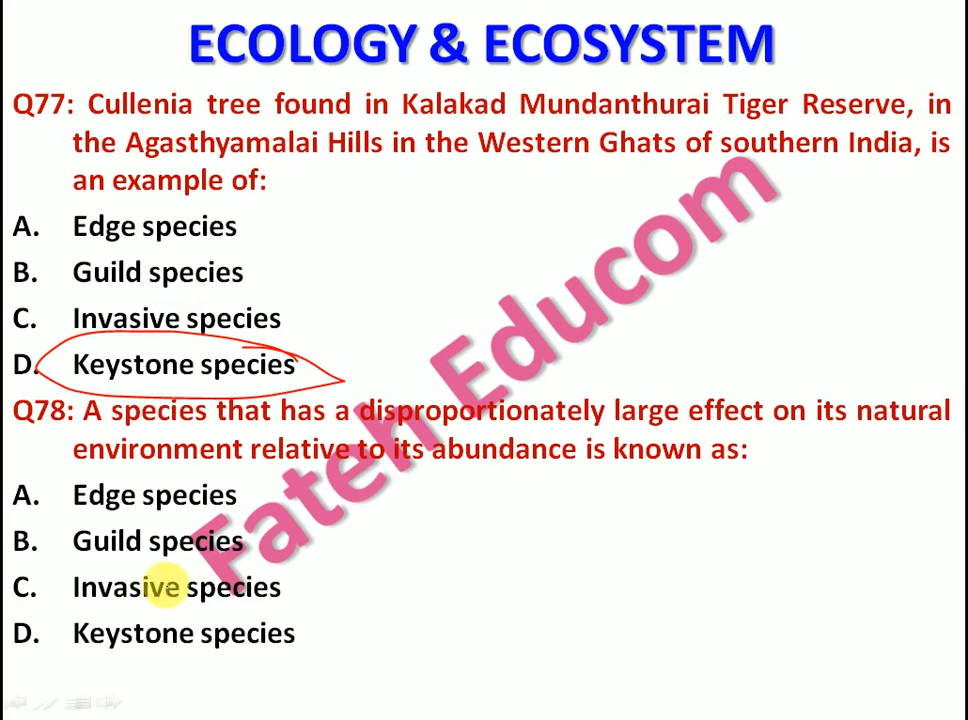 ECOLOGY & ECOSYSTEM
Q77: Cullenia tree found in Kalakad Mundanthurai Tiger Reserve, in
the Agasthyamalai Hills in the Western Ghats of southern India, is
an example of:
A. Edge species
B. Guild species
C. Invasive species
D. Keystone species
Q78: A species that has a disproportionately large effect on its natural
environment relative to its abundance is known as:
A. Edge species
B. Guild species
C. Invasive species
D. Keystone species
Fateh Educom